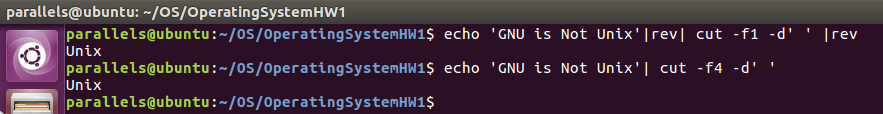 parallels@ubuntu: ~/OS/OperatingSystemHW1
parallels@ubuntu:~/OS/OperatingSystemHW1$ echo 'GNU is Not Unix'|rev| cut -f1 -d' ' |rev
Unix
parallels@ubuntu:~/OS/OperatingSystemHW1$ echo 'GNU is Not Unix'| cut -f4 -d' '
Unix
parallels@ubuntu:~/OS/OperatingSystemHW1$